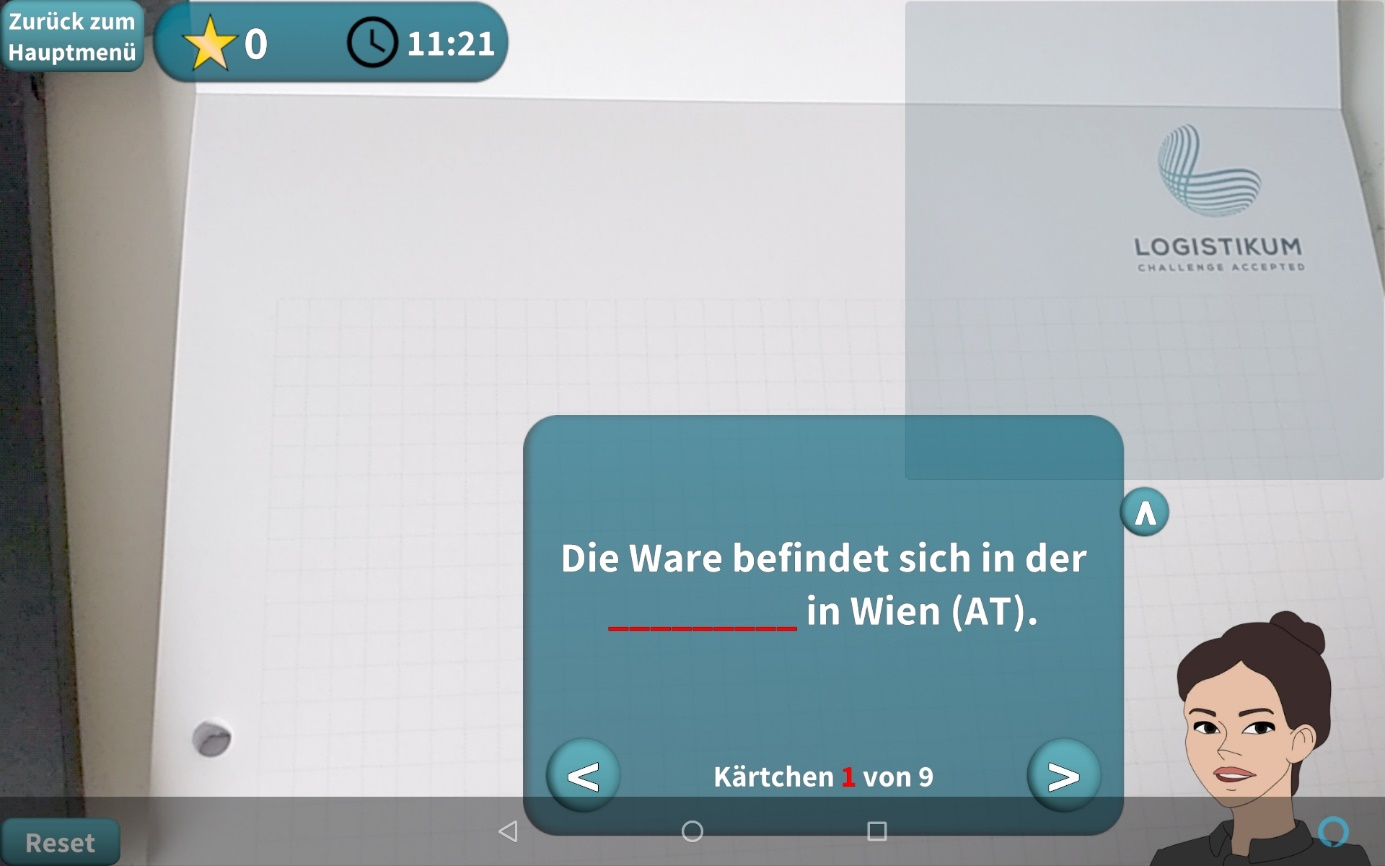 Zurück zum
Hauptmenü
0
11:21
LOGISTIKUM
CHALLENGE ACCEPTED
Die Ware befindet sich in der
_________ in Wien (AT).
<
Kärtchen 1 von 9
>
Reset